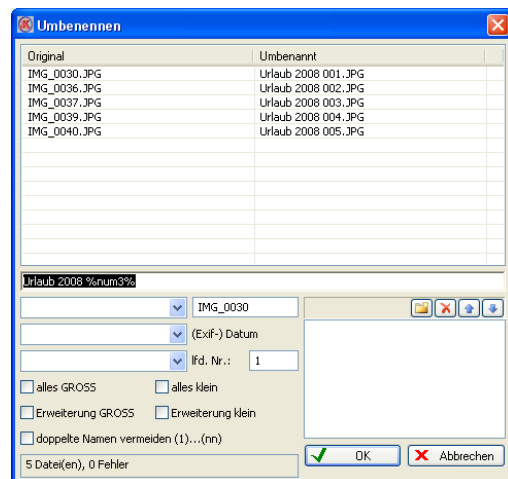 Umbenennen
Original Umbenannt
IMG_0030.JPG Urlaub 2008 001.JPG
IMG_0036.JPG Urlaub 2008 002.JPG
IMG_0037.JPG Urlaub 2008 003.JPG
IMG_0039.JPG Urlaub 2008 004.JPG
IMG_0040.JPG Urlaub 2008 005.JPG
Urlaub 2008 %num3%
IMG_0030
(Exif-) Datum
lfd. Nr.: 1
alles GROSS alles klein
Erweiterung GROSS Erweiterung klein
doppelte Namen vermeiden (1)...(nn)
5 Datei(en), 0 Fehler
OK Abbrechen